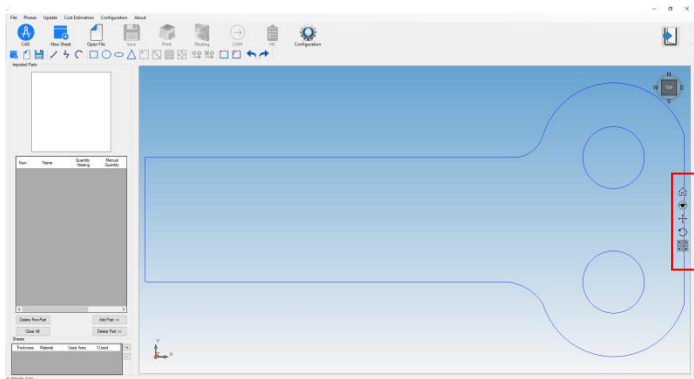 File Phases Update Cost Estimation Configuration About
CAD New Sheet Open File Save Print Nesting CAM NC Configuration
Imported Parts
Num Name Quantity Nesting Manual Quantity
Delete Pem Part Add Part >>
Clear All Delete Part <<
Sheets
Thickness Material Used Area %Used
N
W TOP E
S
Y
X